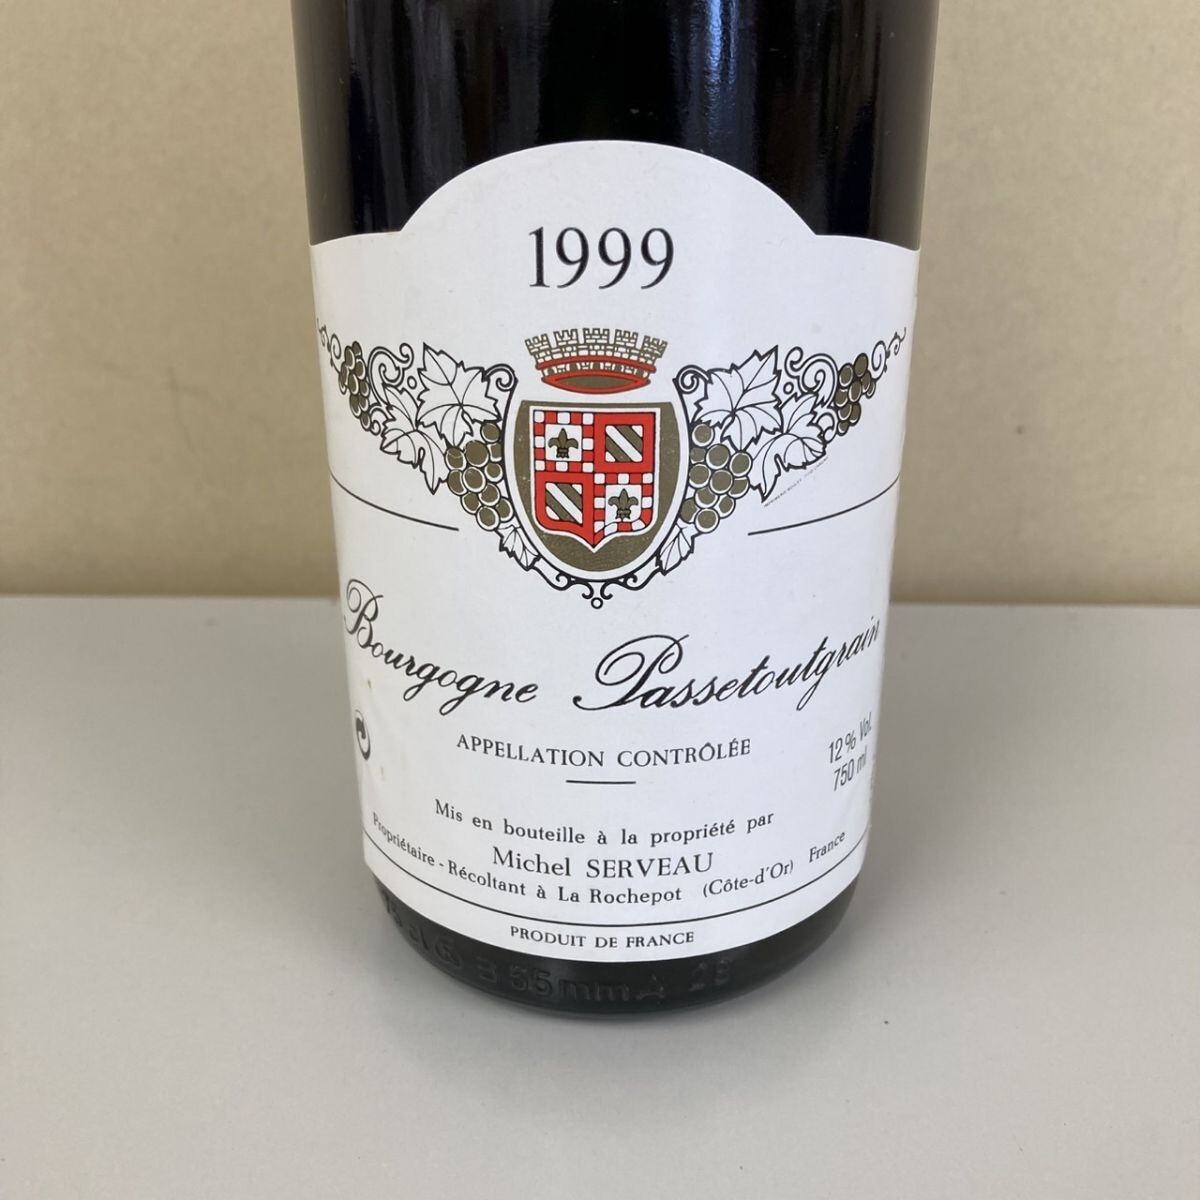 1999
Bourgogne Passetoutgrain
APPELLATION CONTRÔLÉE
12% Vol.
750 ml
Mis en bouteille à la propriété par
Michel SERVEAU
Propriétaire - Récoltant à La Rochepot (Côte-d'Or) France
PRODUIT DE FRANCE
55mm